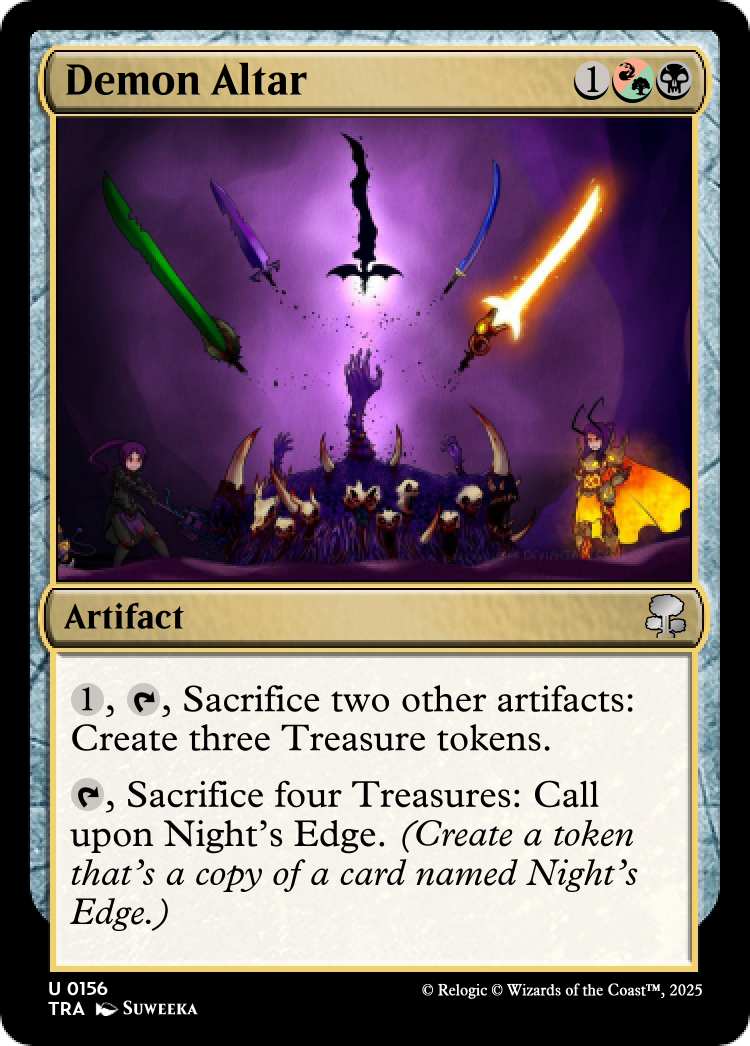 Demon Altar 1
Artifact
1, , Sacrifice two other artifacts:
Create three Treasure tokens.
, Sacrifice four Treasures: Call
upon Night's Edge. (Create a token
that's a copy of a card named Night's
Edge.)
U 0156
TRA SUWEEKA
© Relogic © Wizards of the Coast™, 2025